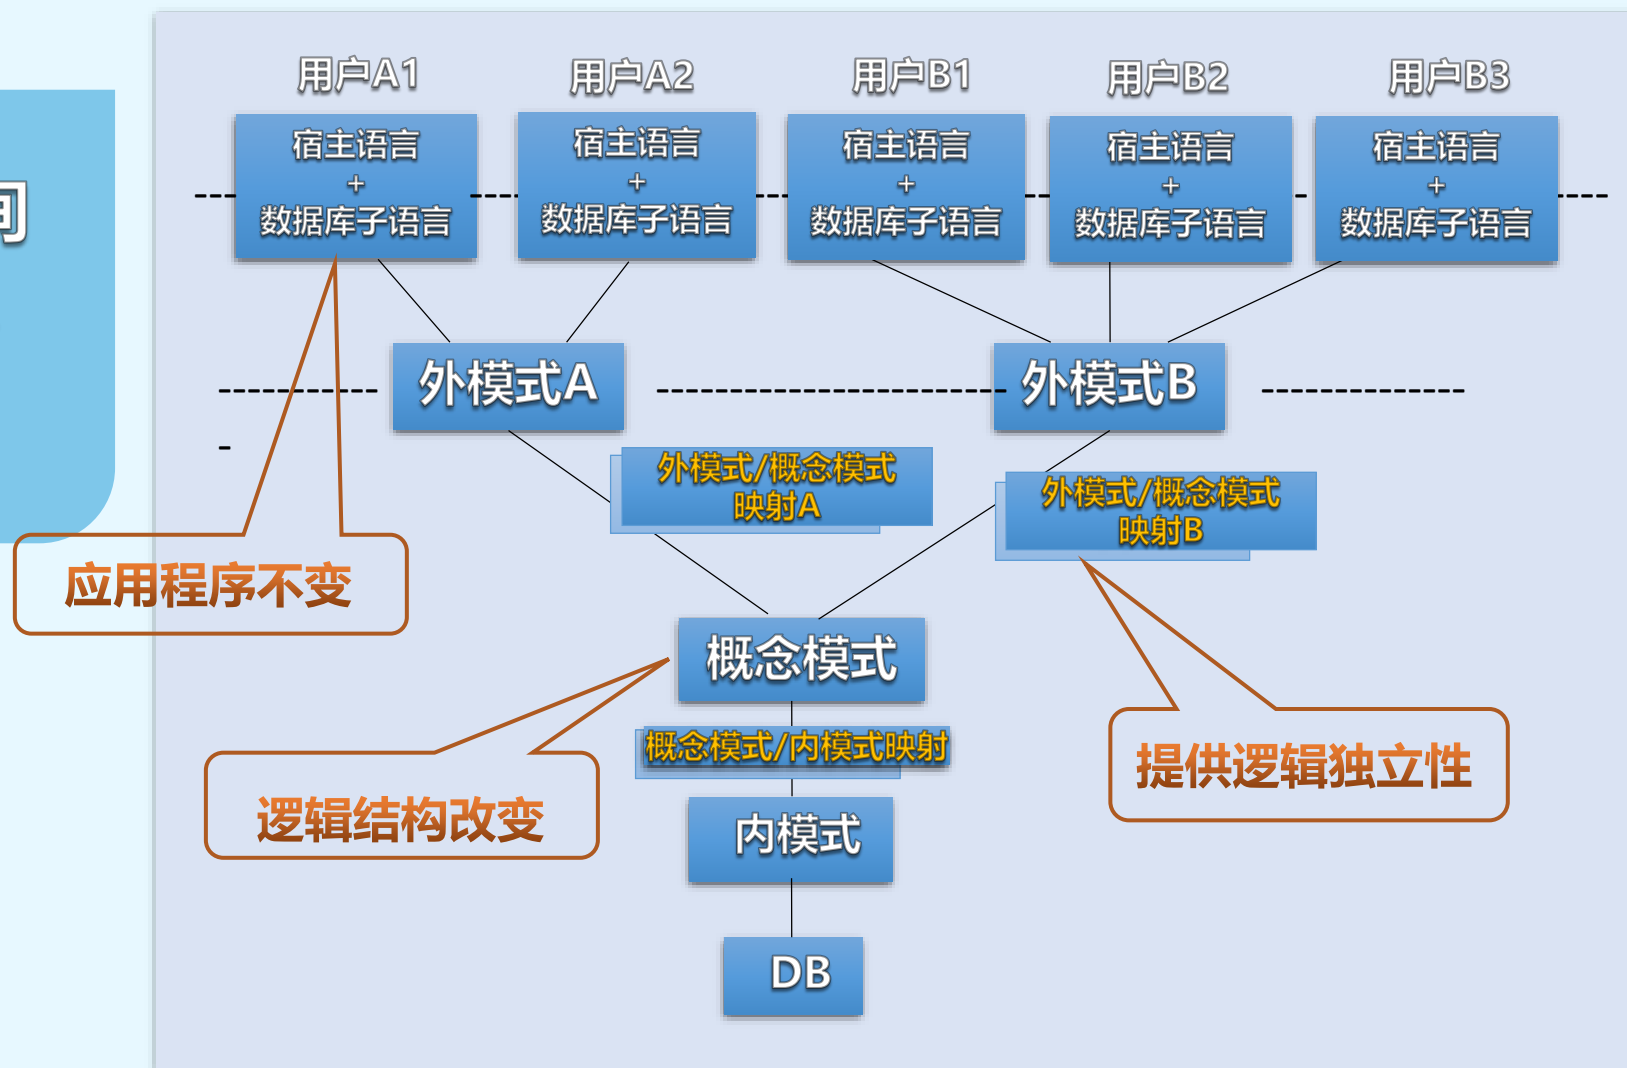 用户A1
用户A2
用户B1
用户B2
用户B3
宿主语言
+
数据库子语言
宿主语言
+
数据库子语言
宿主语言
+
数据库子语言
宿主语言
+
数据库子语言
宿主语言
+
数据库子语言
外模式A
外模式B
外模式/概念模式
映射A
外模式/概念模式
映射B
应用程序不变
概念模式
概念模式/内模式映射
逻辑结构改变
提供逻辑独立性
内模式
DB